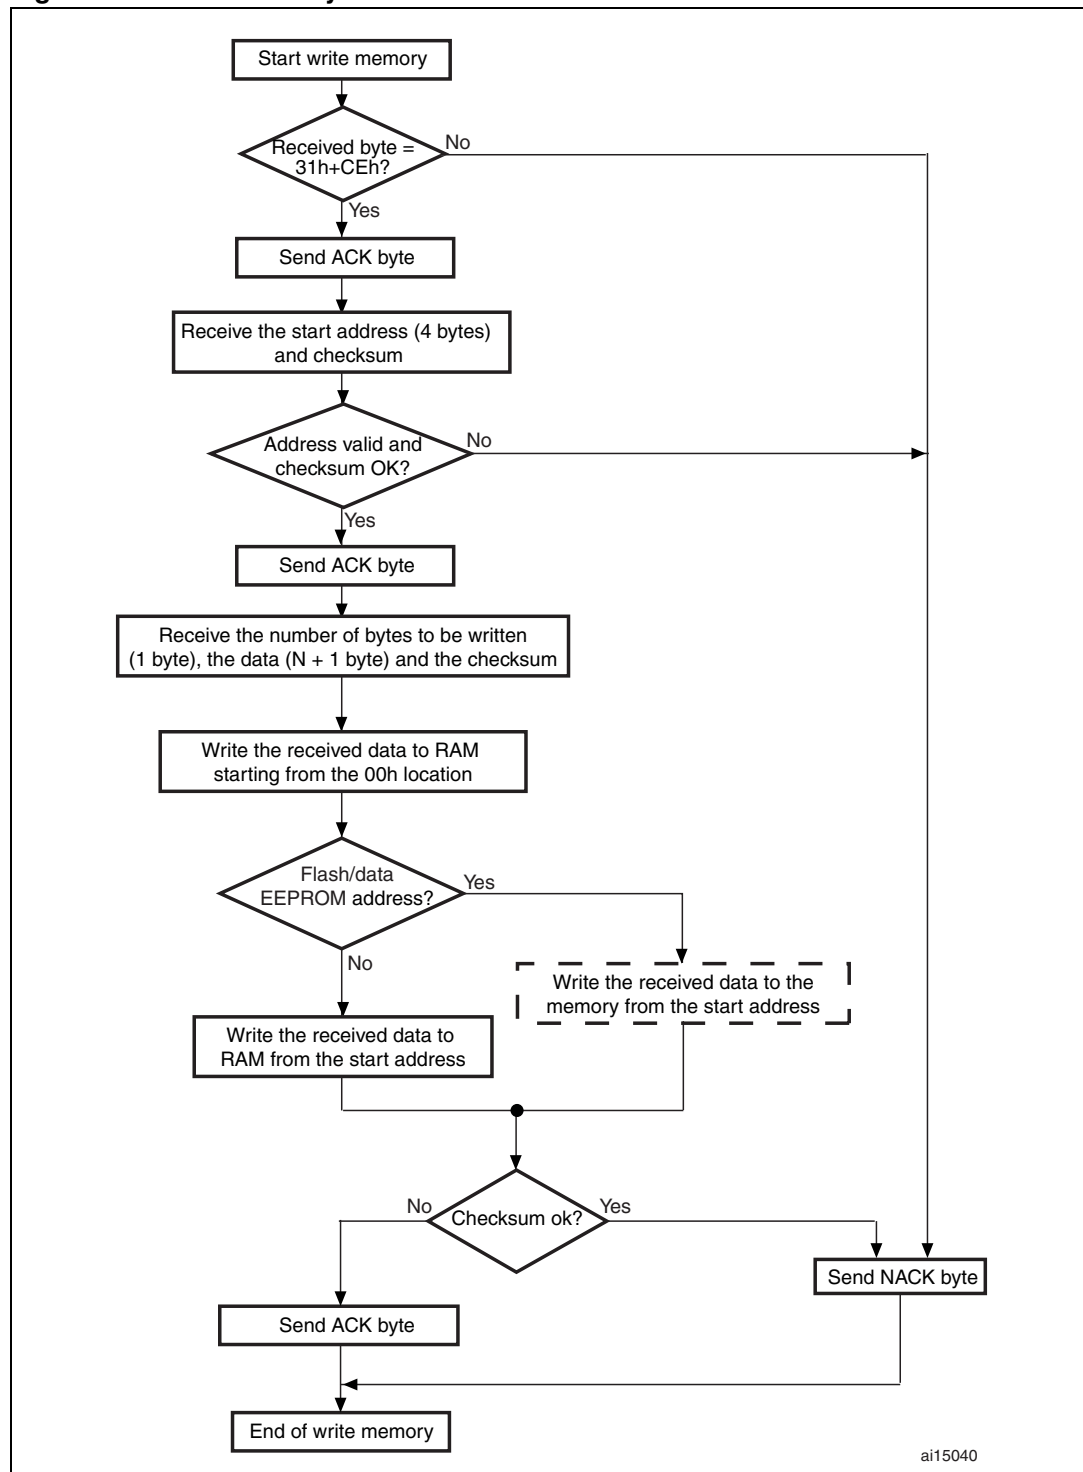 Start write memory
Received byte =
31h+CEh?
No
Yes
Send ACK byte
Receive the start address (4 bytes)
and checksum
Address valid and
checksum OK?
No
Yes
Send ACK byte
Receive the number of bytes to be written
(1 byte), the data (N + 1 byte) and the checksum
Write the received data to RAM
starting from the 00h location
Flash/data
EEPROM address?
Yes
No
Write the received data to the
memory from the start address
Write the received data to
RAM from the start address
No
Yes
Checksum ok?
Send NACK byte
Send ACK byte
End of write memory
ai15040